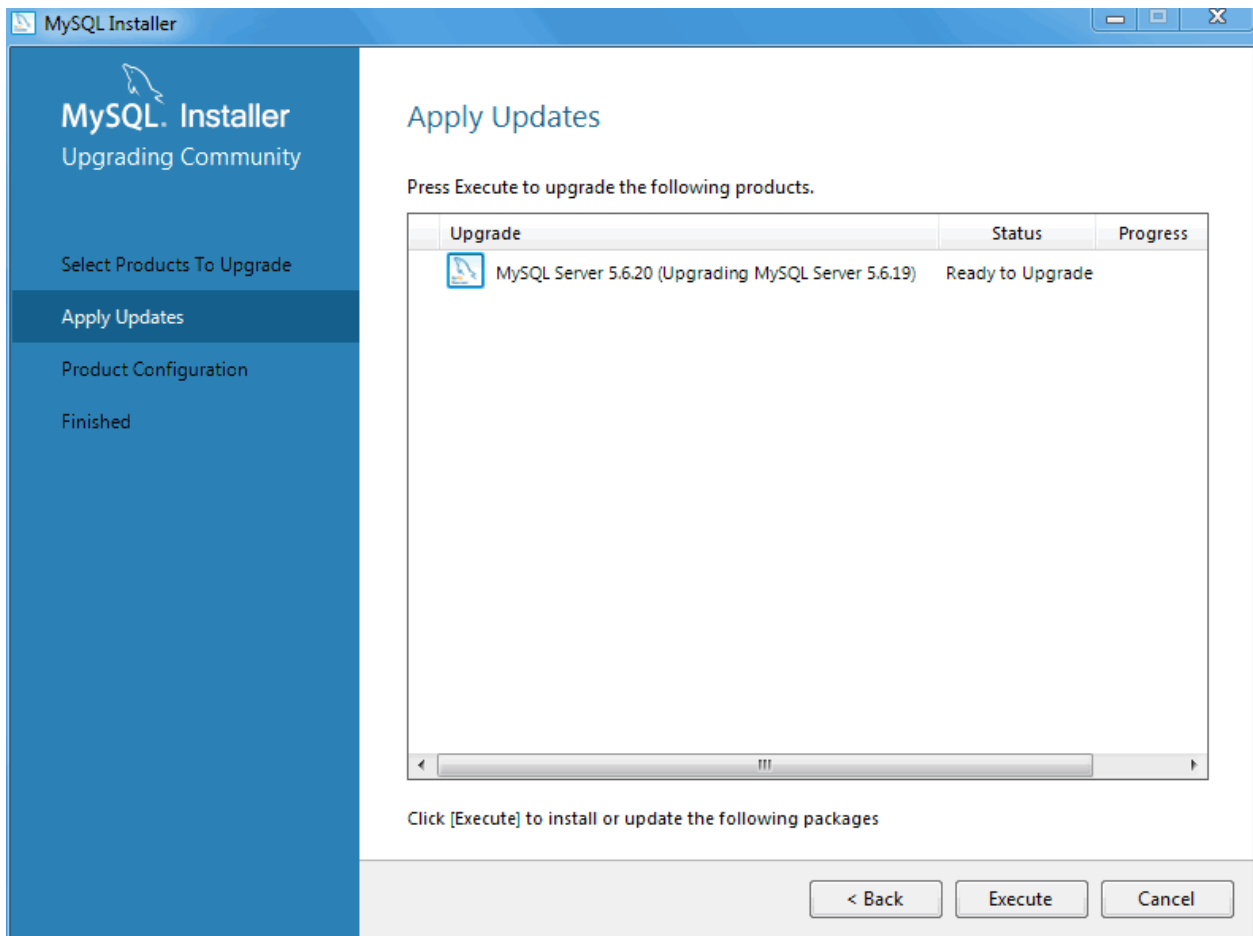 MySQL Installer
MySQL. Installer
Upgrading Community
Select Products To Upgrade
Apply Updates
Product Configuration
Finished
Apply Updates
Press Execute to upgrade the following products.
Upgrade Status Progress
MySQL Server 5.6.20 (Upgrading MySQL Server 5.6.19) Ready to Upgrade
Click [Execute] to install or update the following packages
< Back Execute Cancel